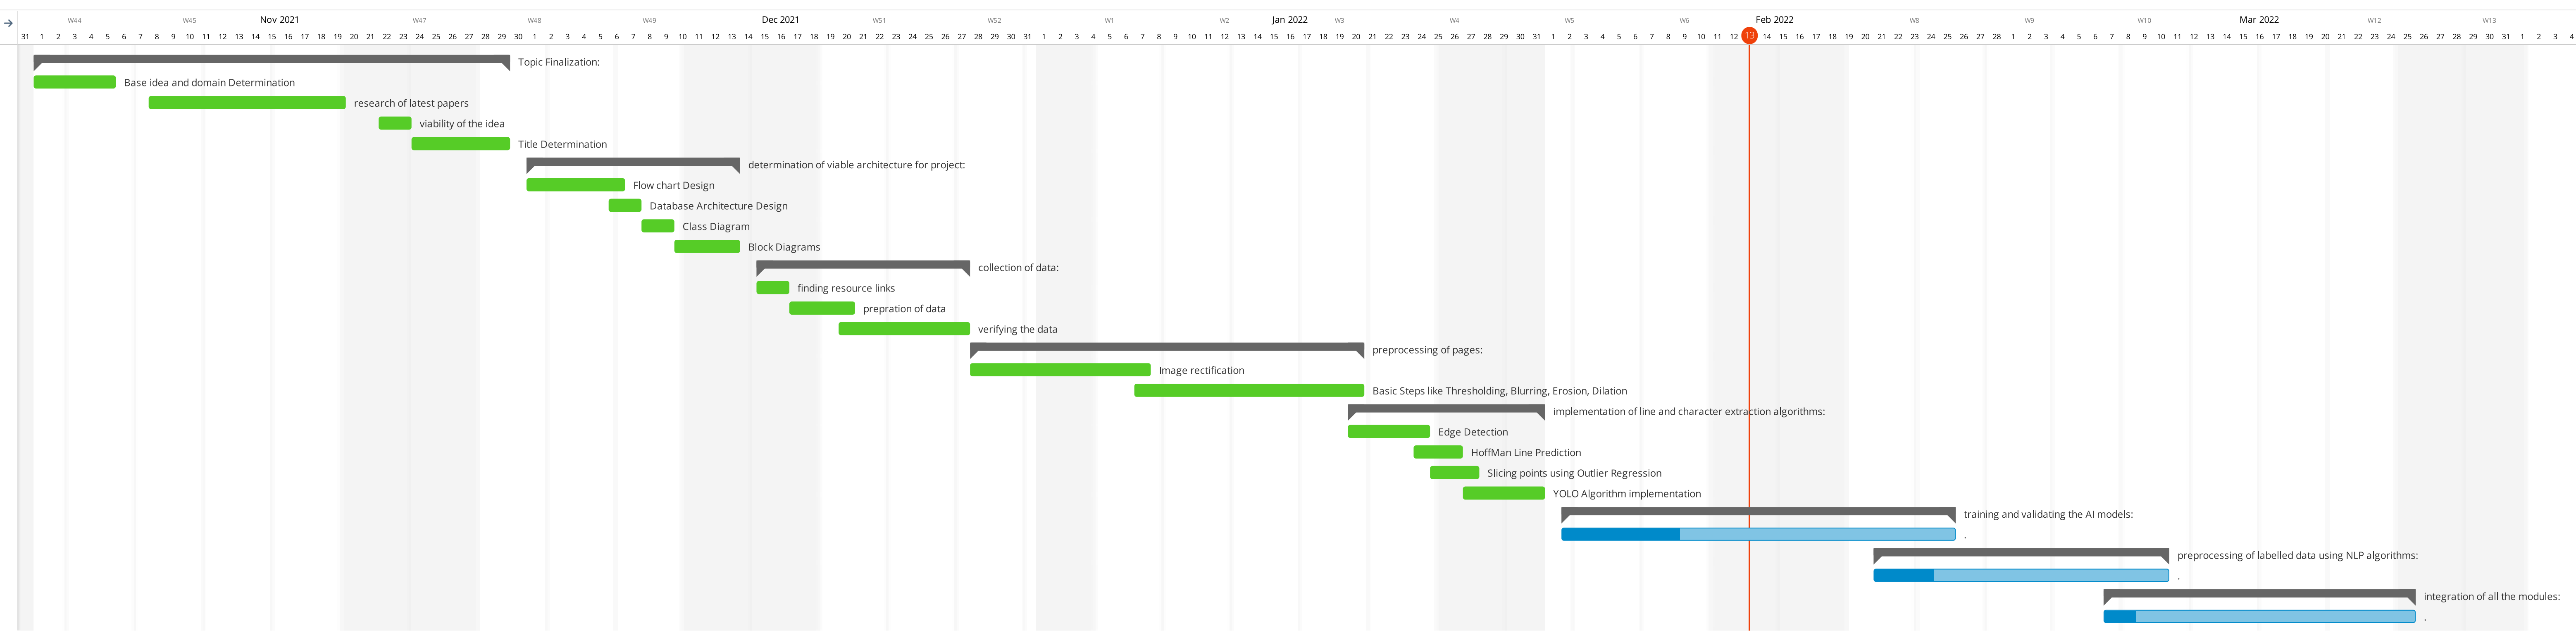 W44 W45 Nov 2021 W47 W48 W49 Dec 2021 W51 W52 W1 W2 Jan 2022 W3 W4 W5 W6 Feb 2022 W8 W9 W10 Mar 2022 W12 W13
31 1 2 3 4 5 6 7 8 9 10 11 12 13 14 15 16 17 18 19 20 21 22 23 24 25 26 27 28 29 30 1 2 3 4 5 6 7 8 9 10 11 12 13 14 15 16 17 18 19 20 21 22 23 24 25 26 27 28 29 30 31 1 2 3 4 5 6 7 8 9 10 11 12 13 14 15 16 17 18 19 20 21 22 23 24 25 26 27 28 29 30 31 1 2 3 4 5 6 7 8 9 10 11 12 13 14 15 16 17 18 19 20 21 22 23 24 25 26 27 28 1 2 3 4 5 6 7 8 9 10 11 12 13 14 15 16 17 18 19 20 21 22 23 24 25 26 27 28 29 30 31 1 2 3 4
Topic Finalization:
Base idea and domain Determination
research of latest papers
viability of the idea
Title Determination
determination of viable architecture for project:
Flow chart Design
Database Architecture Design
Class Diagram
Block Diagrams
collection of data:
finding resource links
prepration of data
verifying the data
preprocessing of pages:
Image rectification
Basic Steps like Thresholding, Blurring, Erosion, Dilation
implementation of line and character extraction algorithms:
Edge Detection
HoffMan Line Prediction
Slicing points using Outlier Regression
YOLO Algorithm implementation
training and validating the AI models:
.
preprocessing of labelled data using NLP algorithms:
.
integration of all the modules:
.